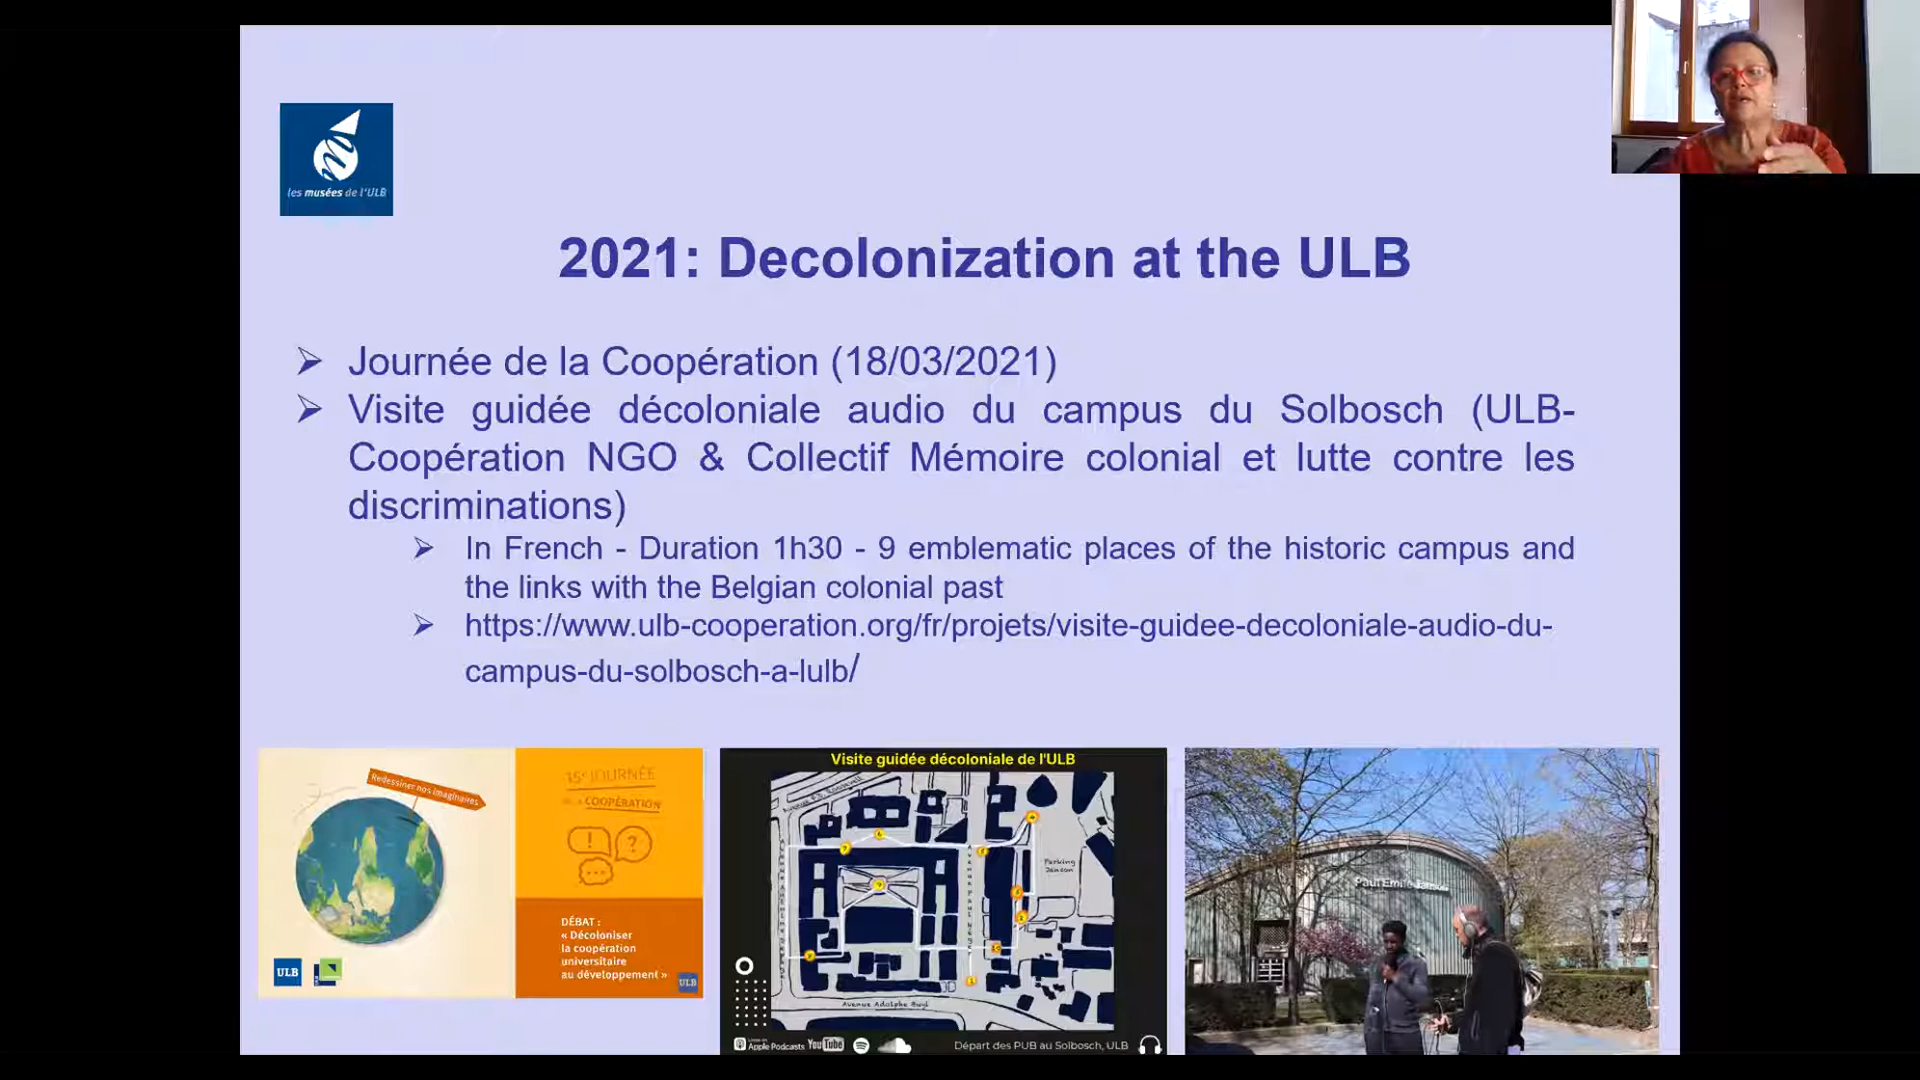 les musées de l'ULB
2021: Decolonization at the ULB
➢ Journée de la Coopération (18/03/2021)
➢ Visite guidée décoloniale audio du campus du Solbosch (ULB-
Coopération NGO & Collectif Mémoire colonial et lutte contre les
discriminations)
➢ In French - Duration 1h30 - 9 emblematic places of the historic campus and
the links with the Belgian colonial past
➢ https://www.ulb-cooperation.org/fr/projets/visite-guidee-decoloniale-audio-du-
campus-du-solbosch-a-lulb/
Redessiner nos imaginaires
15e JOURNÉE
DE LA COOPÉRATION
DÉBAT :
« Décoloniser
la coopération
universitaire
au développement »
ULB
ULB
Visite guidée décoloniale de l'ULB
Parking
Janson
Avenue Adolphe Buyl
Apple Podcasts YouTube
Départ des PUB au Solbosch, ULB
Paul Emile Janson